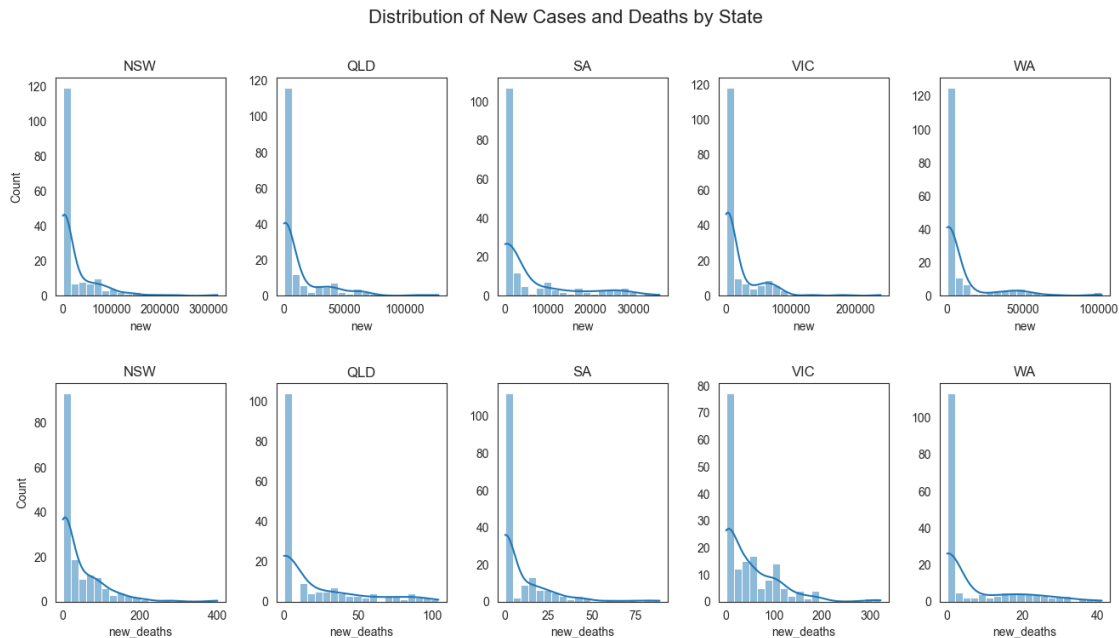 Distribution of New Cases and Deaths by State
NSW QLD SA VIC WA
120 120 100 120 120
100 100 80 100 100
80 80 60 80 80
60 60 40 60 60
40 40 20 40 40
20 20 0 20 20
0 0 0 0
Count
0 100000 200000 300000 0 50000 100000 0 10000 20000 30000 0 100000 200000 0 50000 100000
new new new new new
NSW QLD SA VIC WA
80 100 100 80 100
60 80 80 70 80
40 60 60 60 60
20 40 40 50 40
0 20 20 40 20
0 0 30 0
20
10
0
Count
0 200 400 0 50 100 0 25 50 75 0 100 200 300 0 20 40
new_deaths new_deaths new_deaths new_deaths new_deaths